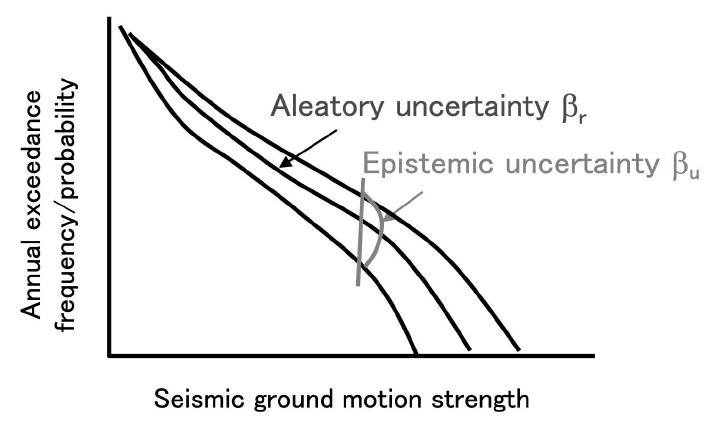 Annual exceedance
frequency/probability
Aleatory uncertainty βr
Epistemic uncertainty βu
Seismic ground motion strength